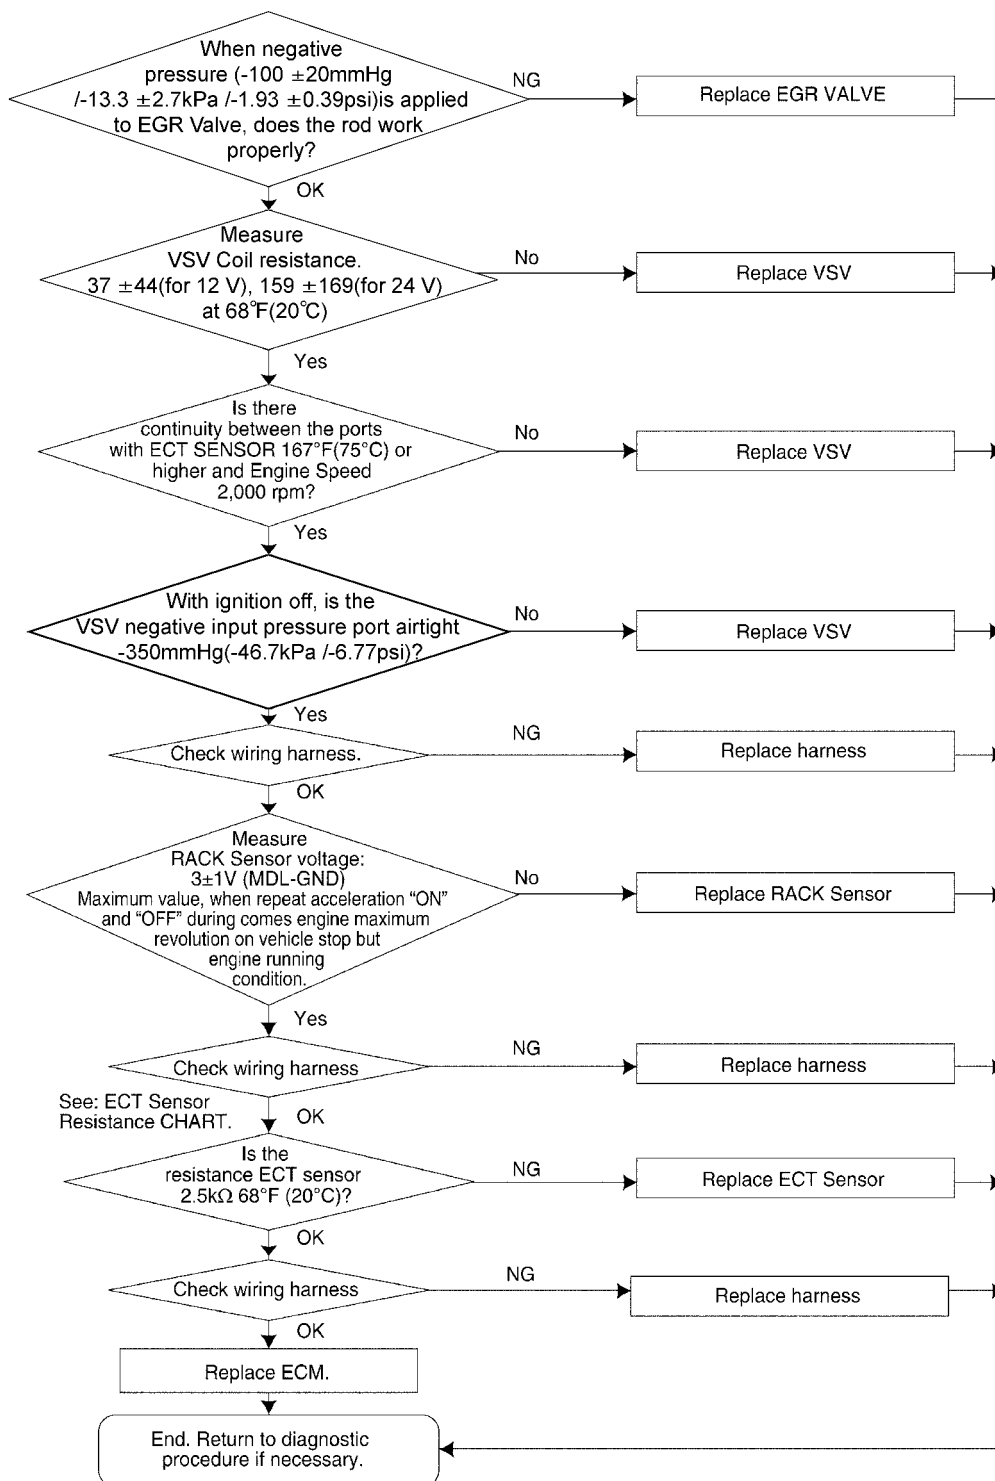 When negative
pressure (-100 ±20mmHg
/-13.3 ±2.7kPa /-1.93 ±0.39psi)is applied
to EGR Valve, does the rod work
properly?
NG
Replace EGR VALVE
OK
Measure
VSV Coil resistance.
37 ±44(for 12 V), 159 ±169(for 24 V)
at 68°F(20°C)
No
Replace VSV
Yes
Is there
continuity between the ports
with ECT SENSOR 167°F(75°C) or
higher and Engine Speed
2,000 rpm?
No
Replace VSV
Yes
With ignition off, is the
VSV negative input pressure port airtight
-350mmHg(-46.7kPa /-6.77psi)?
No
Replace VSV
Yes
Check wiring harness.
NG
Replace harness
OK
Measure
RACK Sensor voltage:
3±1V (MDL-GND)
Maximum value, when repeat acceleration “ON”
and “OFF” during comes engine maximum
revolution on vehicle stop but
engine running
condition.
No
Replace RACK Sensor
Yes
Check wiring harness
NG
Replace harness
See: ECT Sensor
Resistance CHART.
OK
Is the
resistance ECT sensor
2.5kΩ 68°F (20°C)?
NG
Replace ECT Sensor
OK
Check wiring harness
NG
Replace harness
OK
Replace ECM.
End. Return to diagnostic
procedure if necessary.